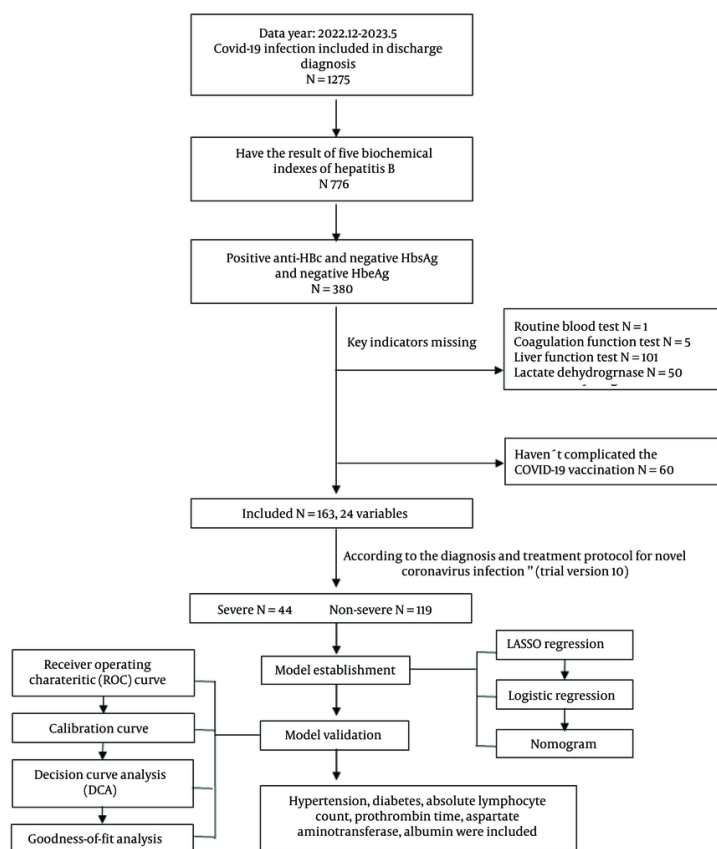 Data year: 2022.12-2023.5
Covid-19 infection included in discharge
diagnosis
N = 1275
Have the result of five biochemical
indexes of hepatitis B
N 776
Positive anti-HBc and negative HbsAg
and negative HbeAg
N = 380
Key indicators missing
Routine blood test N = 1
Coagulation function test N = 5
Liver function test N = 101
Lactate dehydrogrnase N = 50
Haven´t complicated the
COVID-19 vaccination N = 60
Included N = 163, 24 variables
According to the diagnosis and treatment protocol for novel
coronavirus infection ” (trial version 10)
Severe N = 44 Non-severe N = 119
Model establishment
LASSO regression
Logistic regression
Nomogram
Model validation
Receiver operating
charateritic (ROC) curve
Calibration curve
Decision curve analysis
(DCA)
Goodness-of-fit analysis
Hypertension, diabetes, absolute lymphocyte
count, prothrombin time, aspartate
aminotransferase, albumin were included